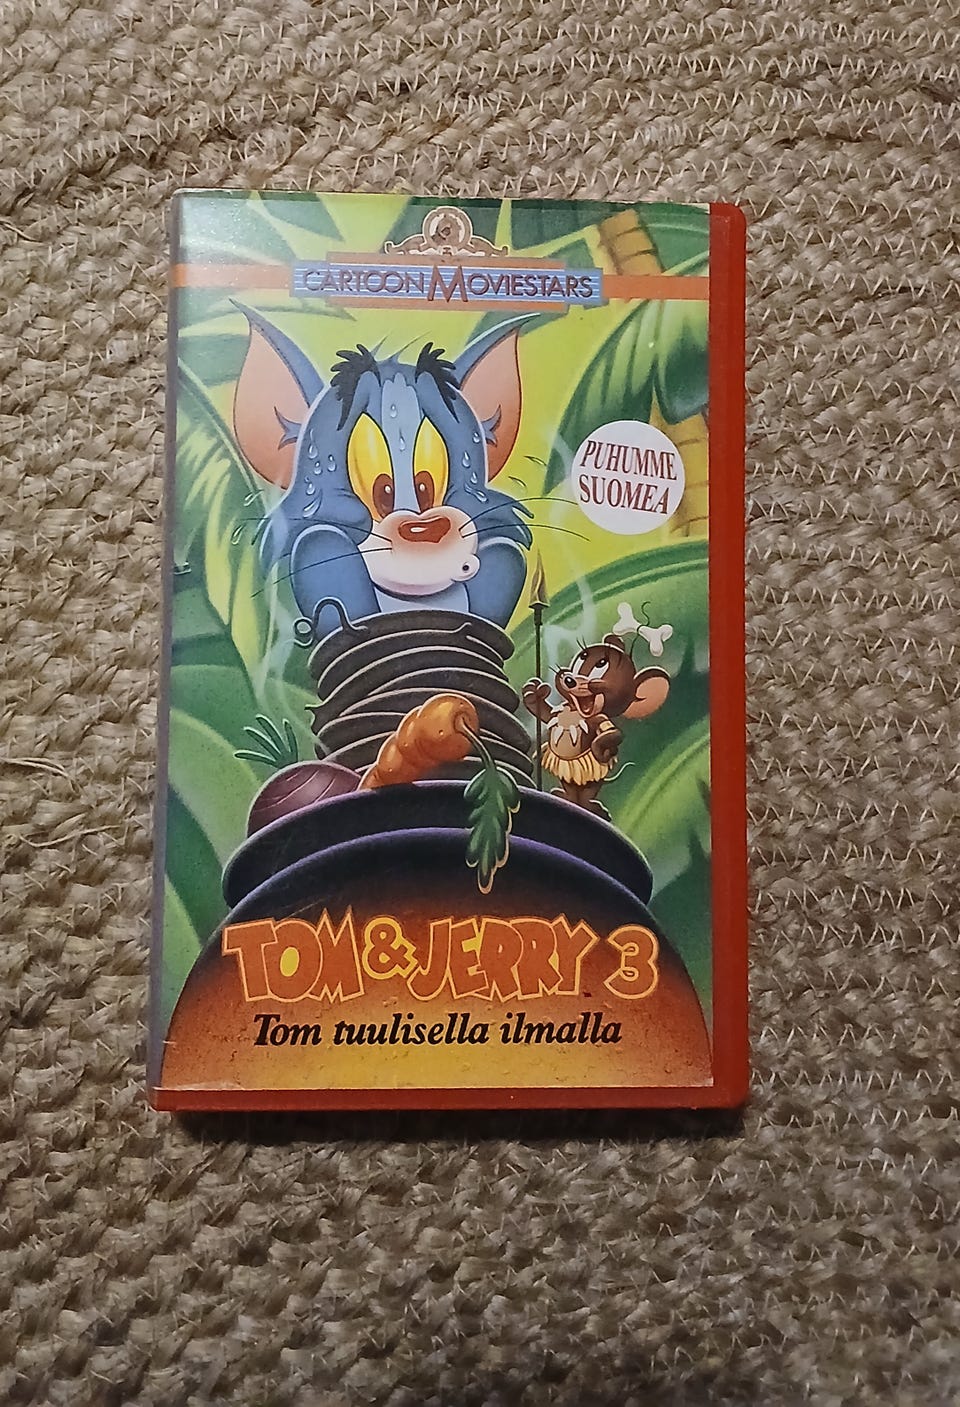 CARTOON MOVIESTARS
PUHUMME
SUOMEA
TOM & JERRY 3
Tom tuulisella ilmalla